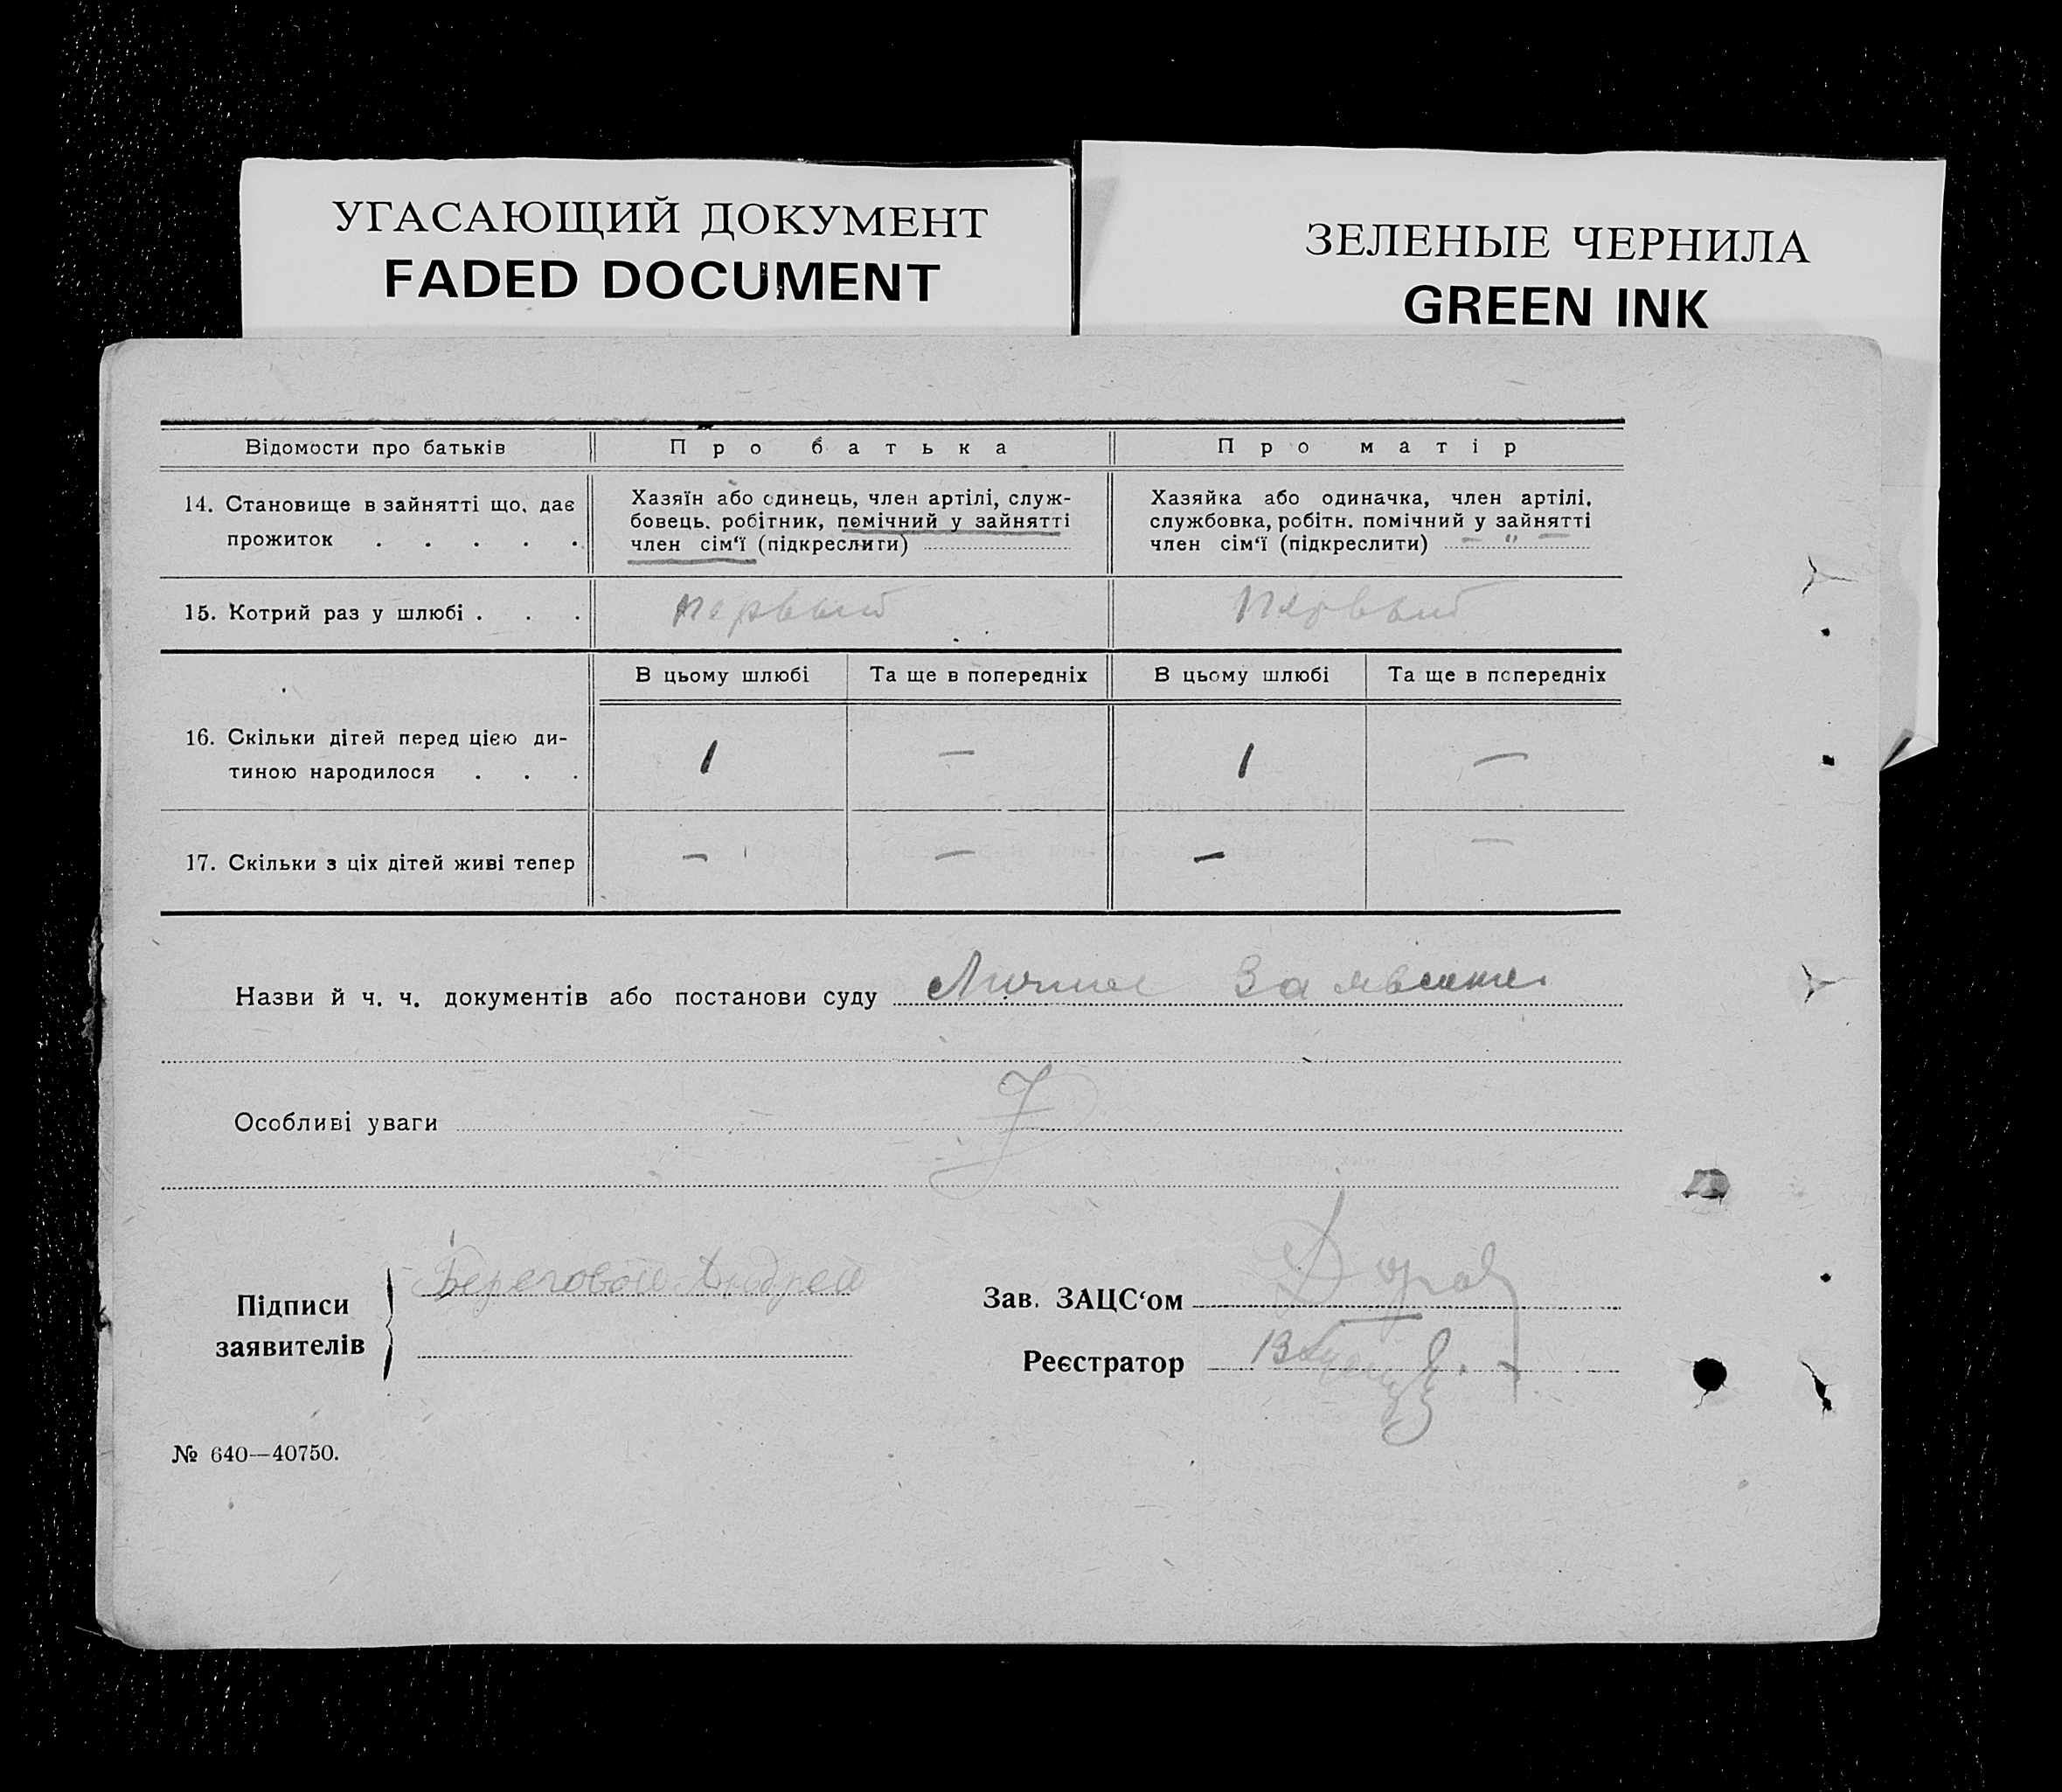 УГАСАЮЩИЙ ДОКУМЕНТ
FADED DOCUMENT
ЗЕЛЕНЫЕ ЧЕРНИЛА
GREEN INK
Відомости про батьків Про батька Про матір
14. Становище в зайнятті що, дає
прожиток . . . . .
Хазяїн або одинець, член артілі, служ-
бовець. робітник, помічний у зайнятті
член сім‘ї (підкреслити)
Хазяйка або одиначка, член артілі,
службовка, робітн. помічний у зайнятті
член сім‘ї (підкреслити) — " —
15. Котрий раз у шлюбі . . . первый Первый
В цьому шлюбі Та ще в попередніх В цьому шлюбі Та ще в попередніх
16. Скільки дітей перед цією ди-
тиною народилося . . . 1 — 1 —
17. Скільки з ціх дітей живі тепер — — — —
Назви й ч. ч. документів або постанови суду Личное Заявление
Особливі уваги
Підписи
заявителів
Береговой Андрей
Зав. ЗАЦС‘ом
Реєстратор
№ 640—40750.